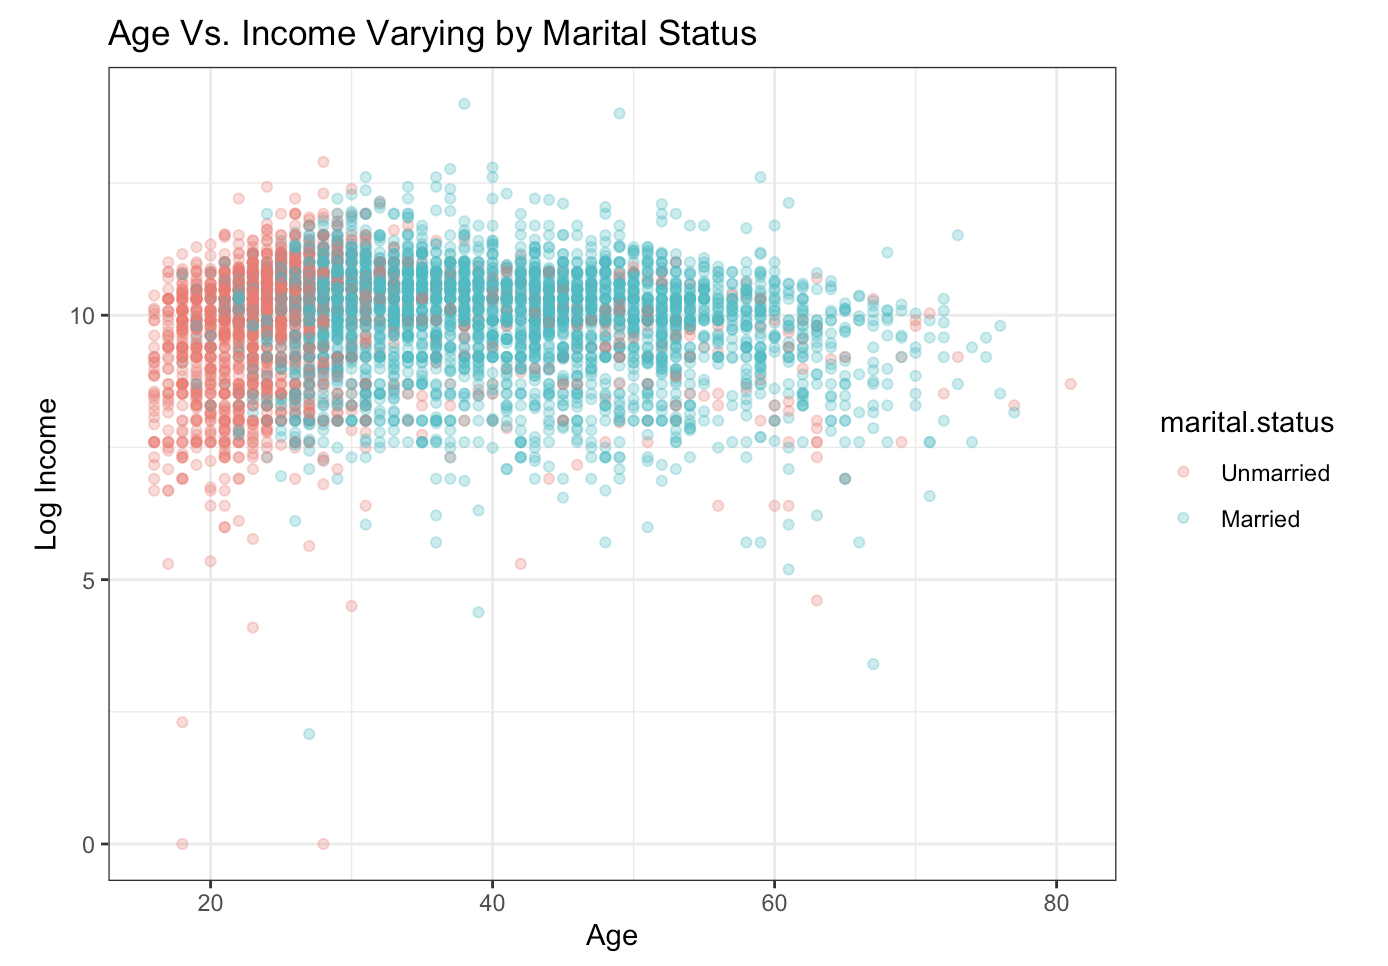 Age Vs. Income Varying by Marital Status
10
5
0
Log Income
20 40 60 80
Age
marital.status
Unmarried
Married